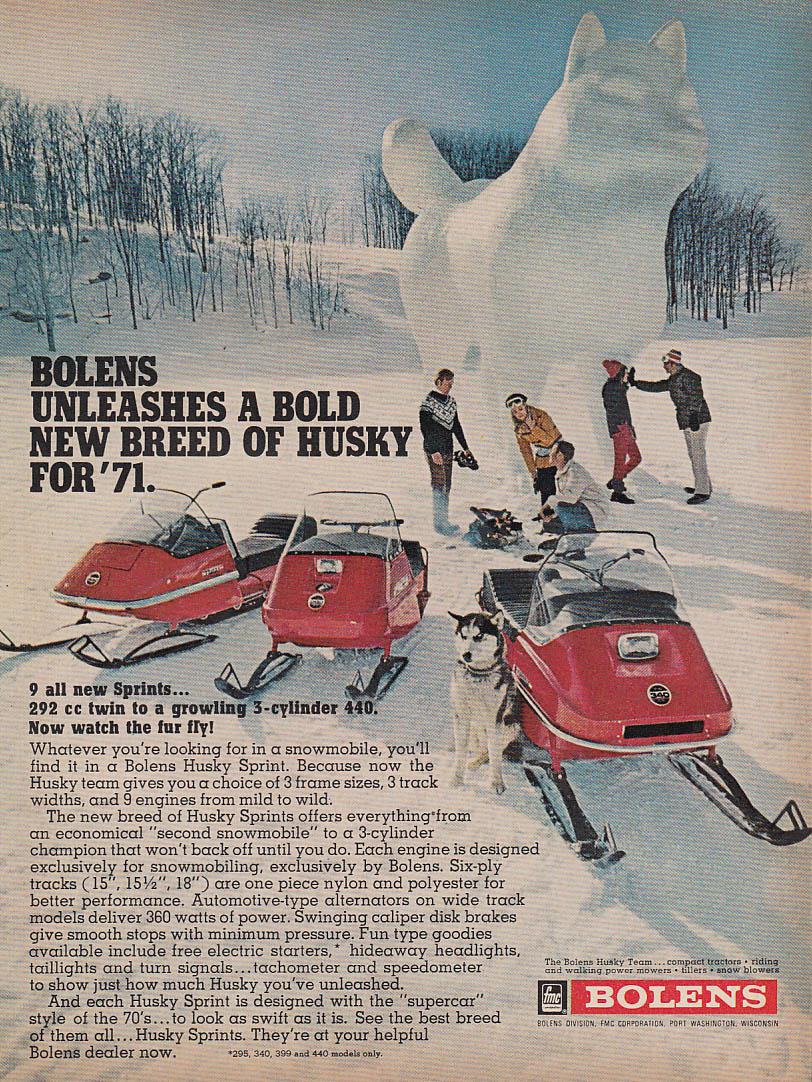 BOLENS
UNLEASHES A BOLD
NEW BREED OF HUSKY
FOR '71.
9 all new Sprints...
292 cc twin to a growling 3-cylinder 440.
Now watch the fur fly!
Whatever you're looking for in a snowmobile, you'll
find it in a Bolens Husky Sprint. Because now the
Husky team gives you a choice of 3 frame sizes, 3 track
widths, and 9 engines from mild to wild.
The new breed of Husky Sprints offers everything*from
an economical "second snowmobile" to a 3-cylinder
champion that won't back off until you do. Each engine is designed
exclusively for snowmobiling, exclusively by Bolens. Six-ply
tracks (15", 15½", 18") are one piece nylon and polyester for
better performance. Automotive-type alternators on wide track
models deliver 360 watts of power. Swinging caliper disk brakes
give smooth stops with minimum pressure. Fun type goodies
available include free electric starters,* hideaway headlights,
taillights and turn signals...tachometer and speedometer
to show just how much Husky you've unleashed.
And each Husky Sprint is designed with the "supercar"
style of the 70's...to look as swift as it is. See the best breed
of them all...Husky Sprints. They're at your helpful
Bolens dealer now.
*295, 340, 399 and 440 models only.
340
The Bolens Husky Team...compact tractors • riding
and walking power mowers • tillers • snow blowers
fmc
BOLENS
BOLENS DIVISION, FMC CORPORATION, PORT WASHINGTON, WISCONSIN